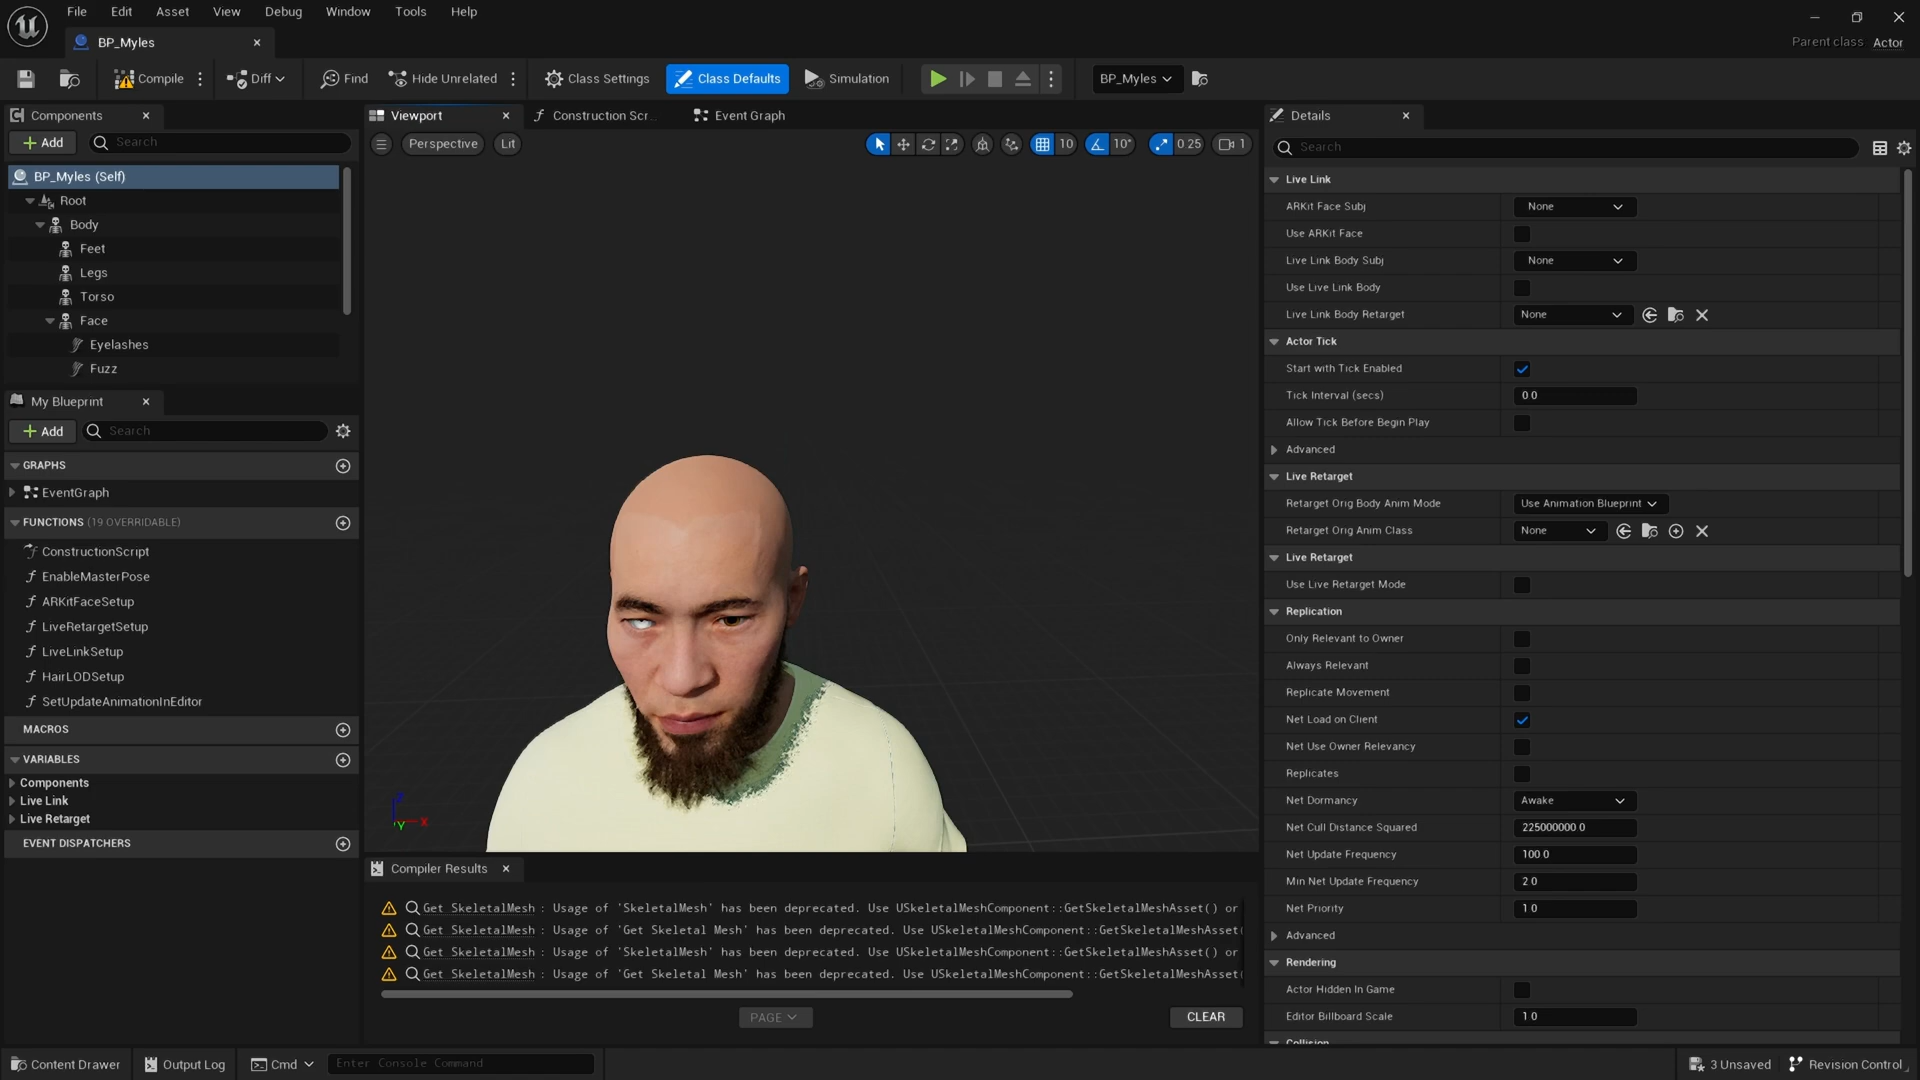 File Edit Asset View Debug Window Tools Help
BP_Myles
Parent class Actor
Compile Diff Find Hide Unrelated Class Settings Class Defaults Simulation BP_Myles
Components
Add Search
BP_Myles (Self)
Root
Body
Feet
Legs
Torso
Face
Eyelashes
Fuzz
My Blueprint
Add Search
GRAPHS
EventGraph
FUNCTIONS (19 OVERRIDABLE)
ConstructionScript
EnableMasterPose
ARKitFaceSetup
LiveRetargetSetup
LiveLinkSetup
HairLODSetup
SetUpdateAnimationInEditor
MACROS
VARIABLES
Components
Live Link
Live Retarget
EVENT DISPATCHERS
Viewport Construction Scr Event Graph
Perspective Lit 10 10° 0.25 1
Z
X
Y
Compiler Results
Get SkeletalMesh : Usage of 'SkeletalMesh' has been deprecated. Use USkeletalMeshComponent::GetSkeletalMeshAsset() or
Get SkeletalMesh : Usage of 'Get Skeletal Mesh' has been deprecated. Use USkeletalMeshComponent::GetSkeletalMeshAsset(
Get SkeletalMesh : Usage of 'SkeletalMesh' has been deprecated. Use USkeletalMeshComponent::GetSkeletalMeshAsset() or
Get SkeletalMesh : Usage of 'Get Skeletal Mesh' has been deprecated. Use USkeletalMeshComponent::GetSkeletalMeshAsset(
PAGE CLEAR
Details
Search
Live Link
ARKit Face Subj None
Use ARKit Face
Live Link Body Subj None
Use Live Link Body
Live Link Body Retarget None
Actor Tick
Start with Tick Enabled
Tick Interval (secs) 0.0
Allow Tick Before Begin Play
Advanced
Live Retarget
Retarget Orig Body Anim Mode Use Animation Blueprint
Retarget Orig Anim Class None
Live Retarget
Use Live Retarget Mode
Replication
Only Relevant to Owner
Always Relevant
Replicate Movement
Net Load on Client
Net Use Owner Relevancy
Replicates
Net Dormancy Awake
Net Cull Distance Squared 225000000.0
Net Update Frequency 100.0
Min Net Update Frequency 2.0
Net Priority 1.0
Advanced
Rendering
Actor Hidden In Game
Editor Billboard Scale 1.0
Collision
Content Drawer Output Log Cmd Enter Console Command 3 Unsaved Revision Control